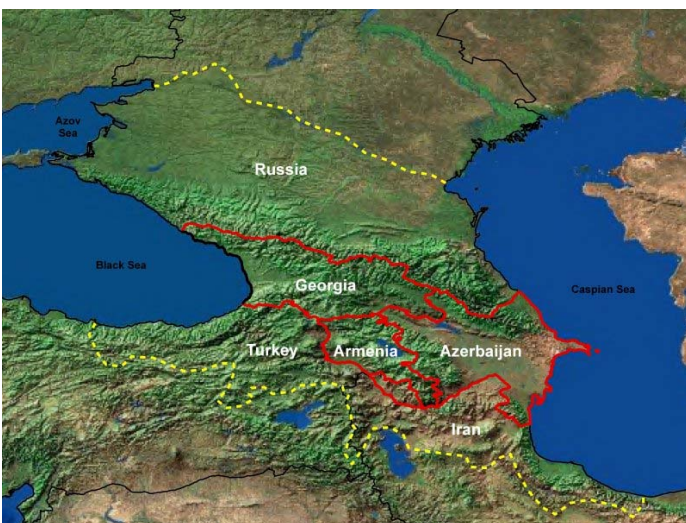 Azov
Sea
Russia
Black Sea
Georgia
Caspian Sea
Turkey
Armenia
Azerbaijan
Iran